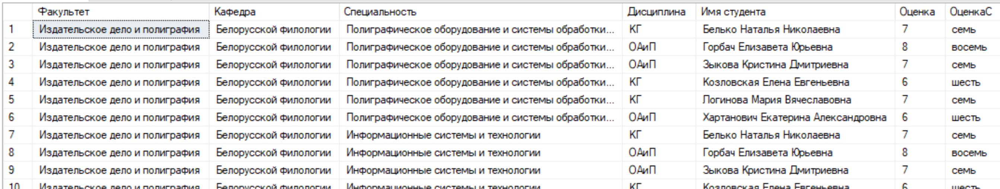 Факультет Кафедра Специальность Дисциплина Имя студента Оценка ОценкаС
1 Издательское дело и полиграфия Белорусской филологии Полиграфическое оборудование и системы обработки... КГ Белько Наталья Николаевна 7 семь
2 Издательское дело и полиграфия Белорусской филологии Полиграфическое оборудование и системы обработки... ОАиП Горбач Елизавета Юрьевна 8 восемь
3 Издательское дело и полиграфия Белорусской филологии Полиграфическое оборудование и системы обработки... ОАиП Зыкова Кристина Дмитриевна 7 семь
4 Издательское дело и полиграфия Белорусской филологии Полиграфическое оборудование и системы обработки... КГ Козловская Елена Евгеньевна 6 шесть
5 Издательское дело и полиграфия Белорусской филологии Полиграфическое оборудование и системы обработки... КГ Логинова Мария Вячеславовна 7 семь
6 Издательское дело и полиграфия Белорусской филологии Полиграфическое оборудование и системы обработки... ОАиП Хартанович Екатерина Александровна 6 шесть
7 Издательское дело и полиграфия Белорусской филологии Информационные системы и технологии КГ Белько Наталья Николаевна 7 семь
8 Издательское дело и полиграфия Белорусской филологии Информационные системы и технологии ОАиП Горбач Елизавета Юрьевна 8 восемь
9 Издательское дело и полиграфия Белорусской филологии Информационные системы и технологии ОАиП Зыкова Кристина Дмитриевна 7 семь
10 Издательское дело и полиграфия Белорусской филологии Информационные системы и технологии КГ Козловская Елена Евгеньевна 6 шесть